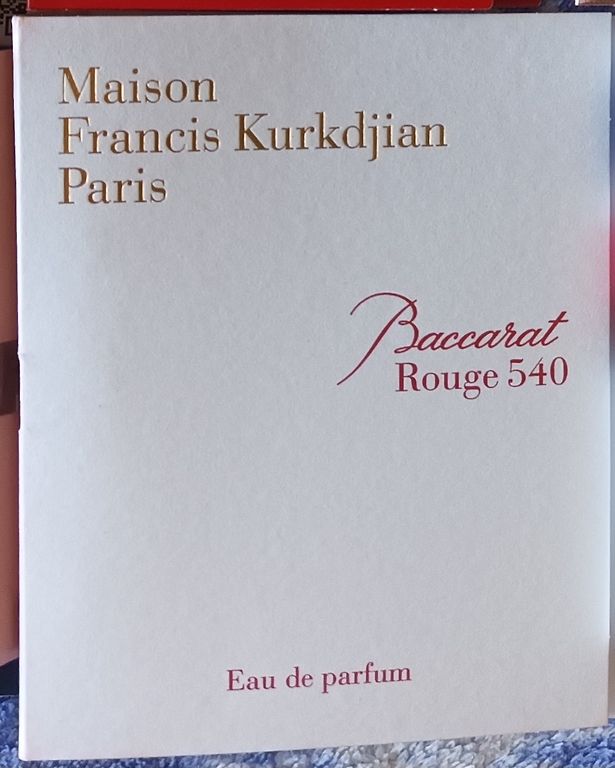 Maison
Francis Kurkdjian
Paris
Baccarat
Rouge 540
Eau de parfum